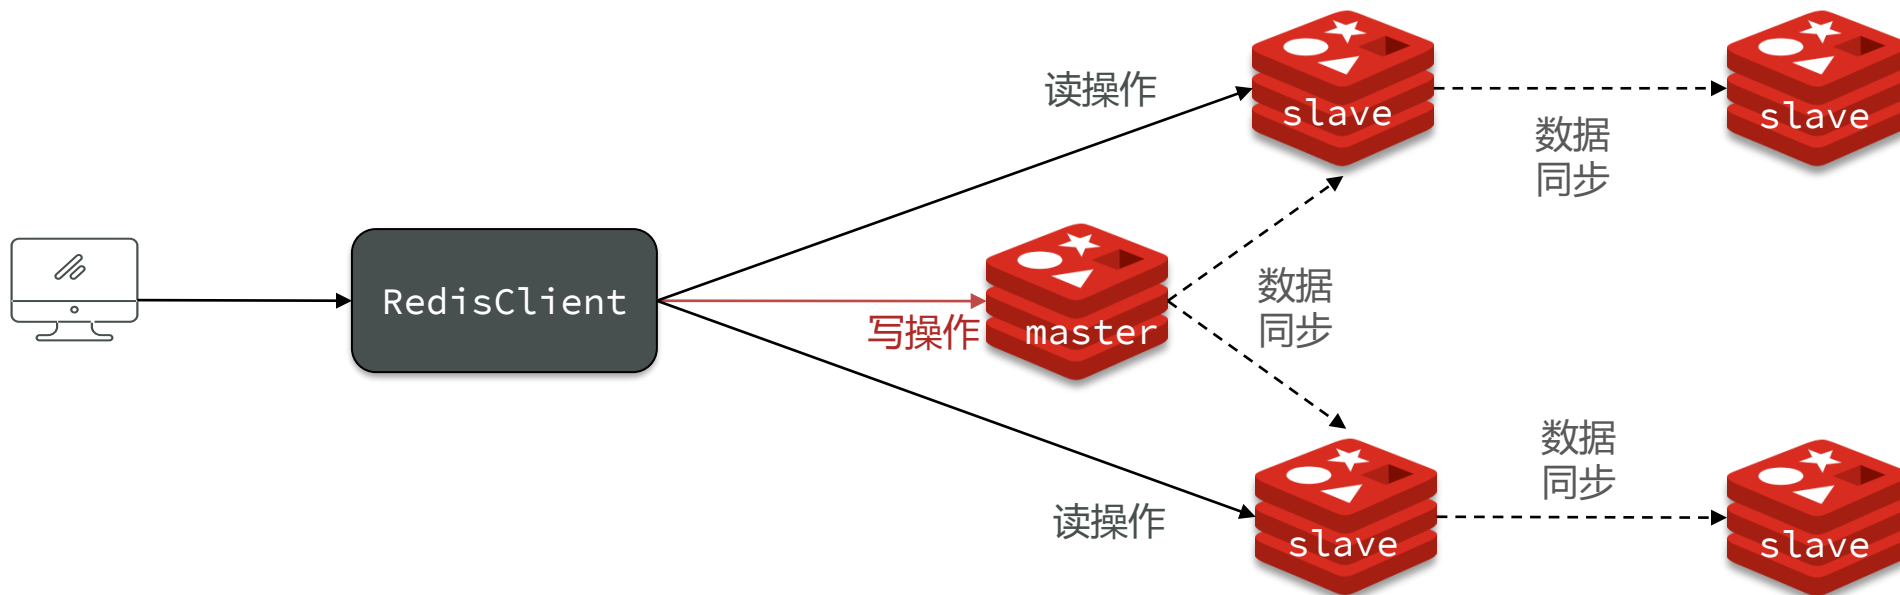 读操作
slave
slave
数据
同步
RedisClient
写操作
master
数据
同步
读操作
slave
数据
同步
slave